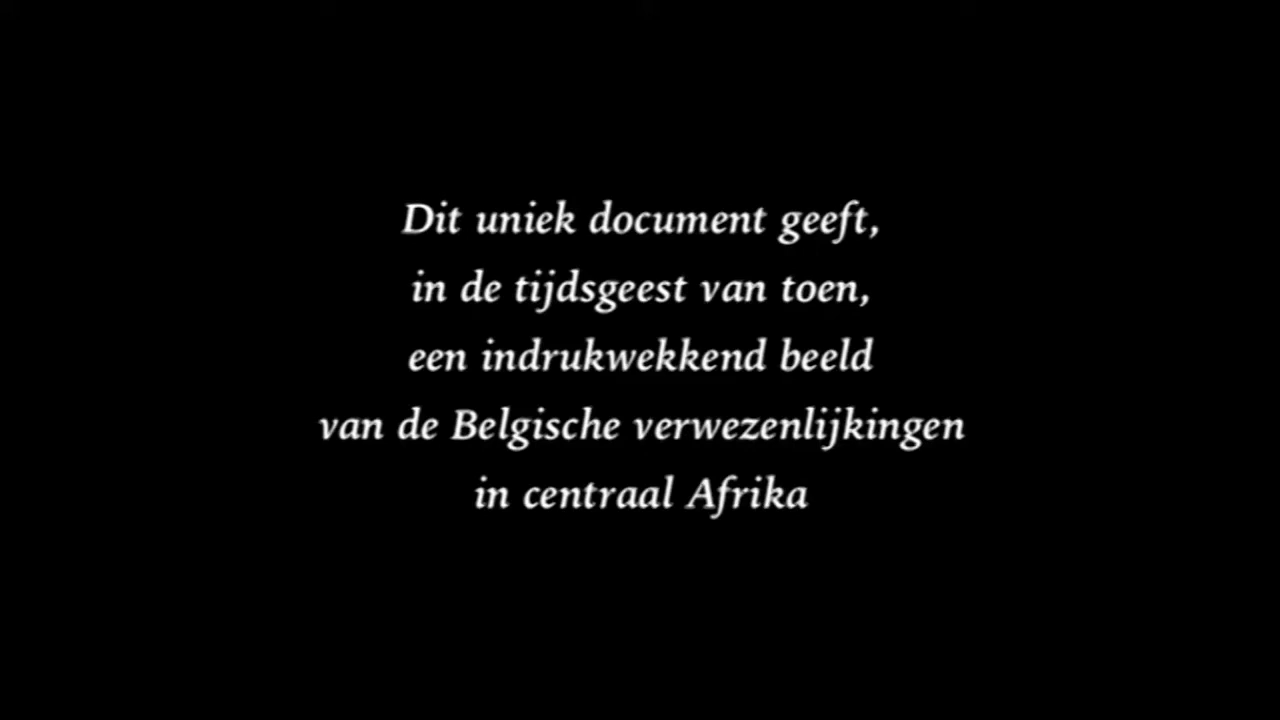 Dit uniek document geeft,
in de tijdsgeest van toen,
een indrukwekkend beeld
van de Belgische verwezenlijkingen
in centraal Afrika